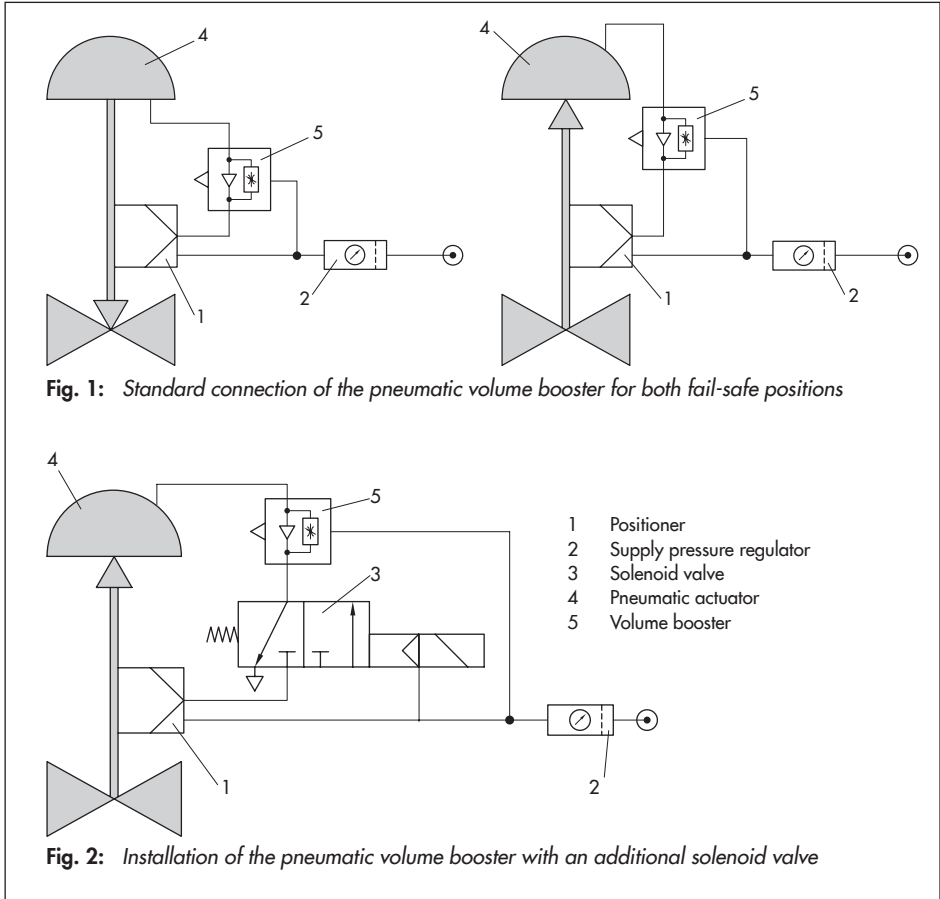 4
5
1
2
4
5
1
2
Fig. 1: Standard connection of the pneumatic volume booster for both fail-safe positions
4
5
3
1
2
1 Positioner
2 Supply pressure regulator
3 Solenoid valve
4 Pneumatic actuator
5 Volume booster
Fig. 2: Installation of the pneumatic volume booster with an additional solenoid valve